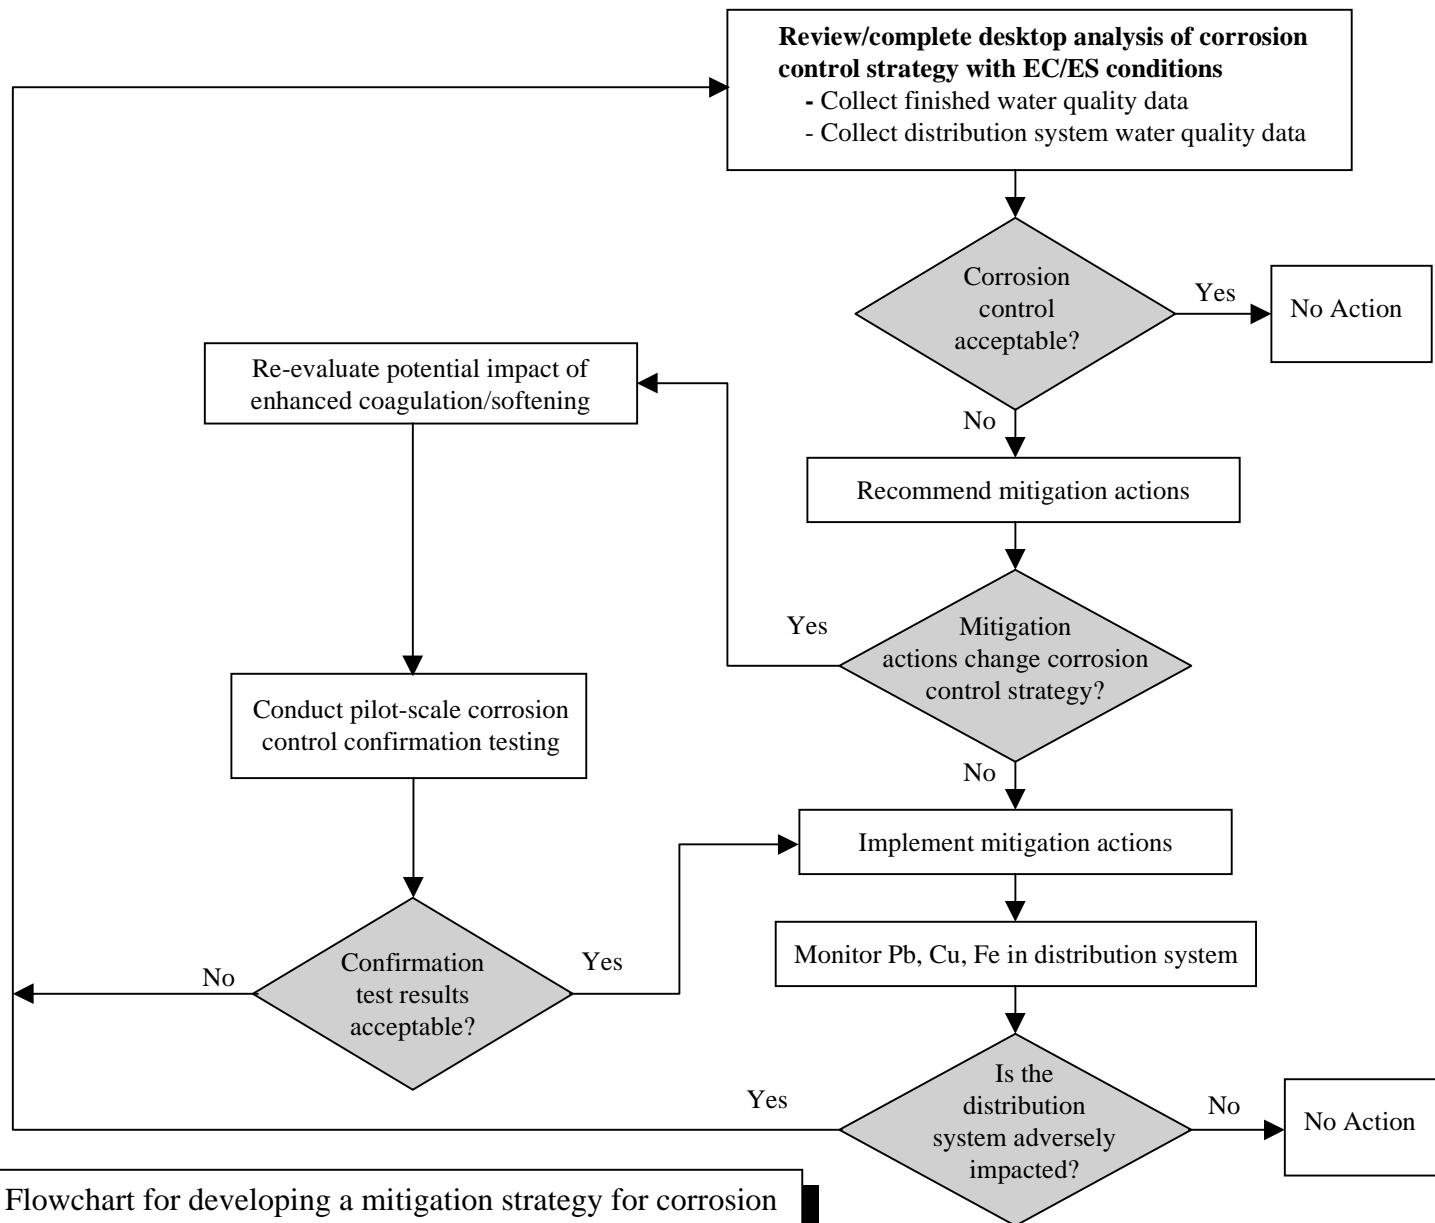 Review/complete desktop analysis of corrosion
control strategy with EC/ES conditions
- Collect finished water quality data
- Collect distribution system water quality data
Corrosion
control
acceptable?
Yes
No Action
No
Re-evaluate potential impact of
enhanced coagulation/softening
Recommend mitigation actions
Mitigation
actions change corrosion
control strategy?
Yes
No
Conduct pilot-scale corrosion
control confirmation testing
Implement mitigation actions
Confirmation
test results
acceptable?
No
Yes
Monitor Pb, Cu, Fe in distribution system
Is the
distribution
system adversely
impacted?
Yes
No
No Action
Flowchart for developing a mitigation strategy for corrosion